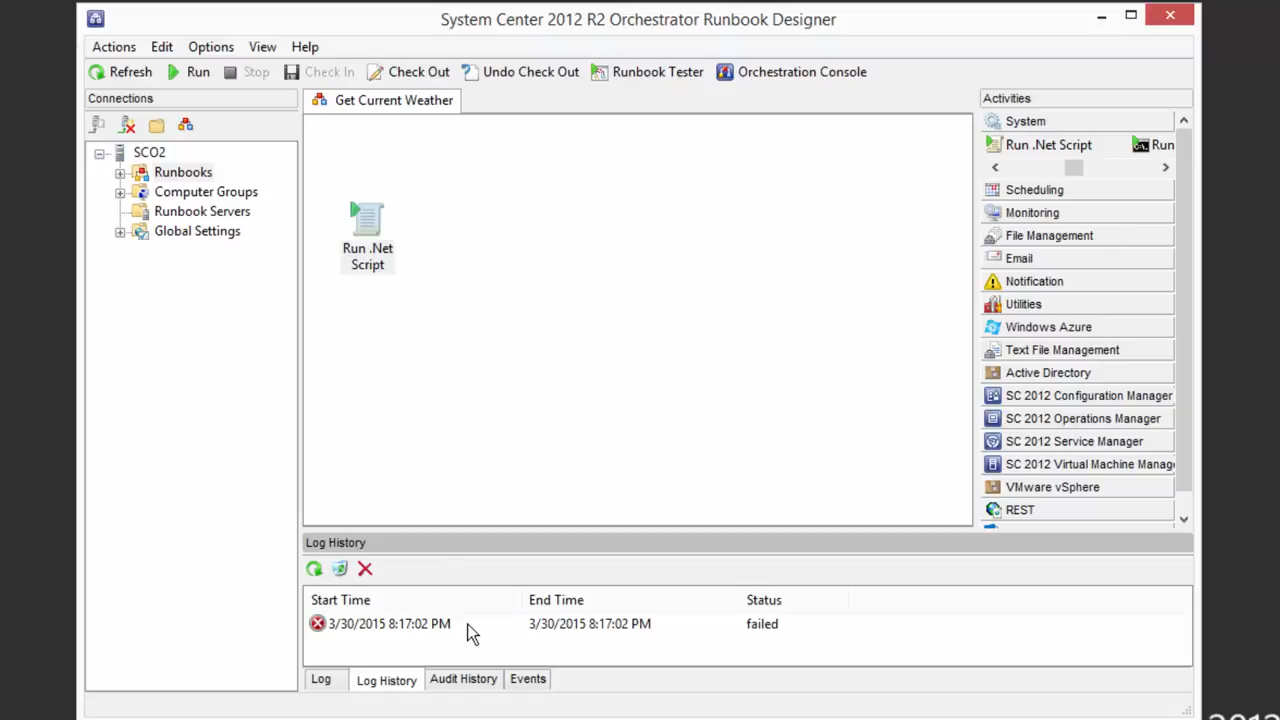 System Center 2012 R2 Orchestrator Runbook Designer
Actions Edit Options View Help
Refresh Run Stop Check In Check Out Undo Check Out Runbook Tester Orchestration Console
Connections
SCO2
Runbooks
Computer Groups
Runbook Servers
Global Settings
Get Current Weather
Run .Net
Script
Activities
System
Run .Net Script Run
Scheduling
Monitoring
File Management
Email
Notification
Utilities
Windows Azure
Text File Management
Active Directory
SC 2012 Configuration Manager
SC 2012 Operations Manager
SC 2012 Service Manager
SC 2012 Virtual Machine Manag
VMware vSphere
REST
Log History
Start Time End Time Status
3/30/2015 8:17:02 PM 3/30/2015 8:17:02 PM failed
Log Log History Audit History Events